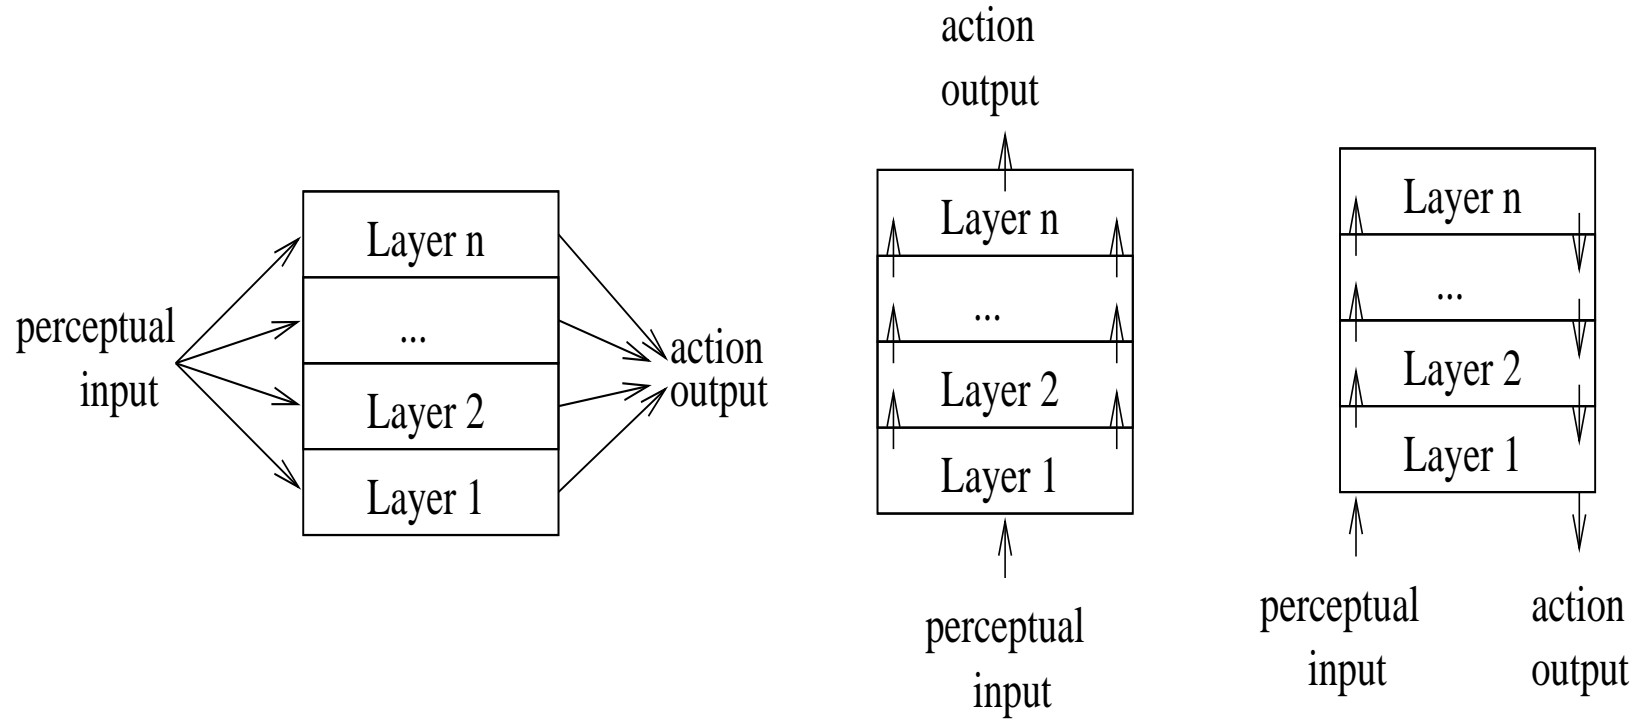 perceptual
input
Layer n
...
Layer 2
Layer 1
action
output
action
output
Layer n
...
Layer 2
Layer 1
perceptual
input
Layer n
...
Layer 2
Layer 1
perceptual
input
action
output